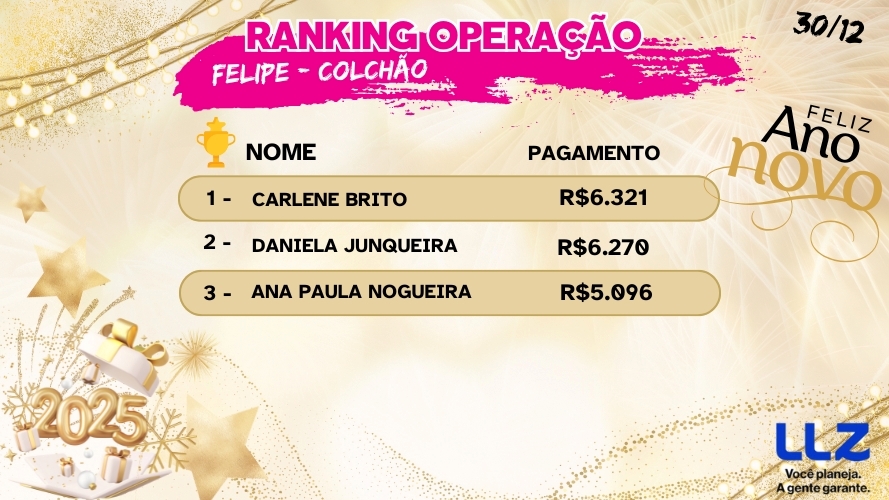 RANKING OPERAÇÃO
30/12
FELIPE - COLCHÃO
FELIZ
Ano
novo
NOME PAGAMENTO
1 - CARLENE BRITO R$6.321
2 - DANIELA JUNQUEIRA R$6.270
3 - ANA PAULA NOGUEIRA R$5.096
2025
LLZ
Você planeja.
A gente garante.